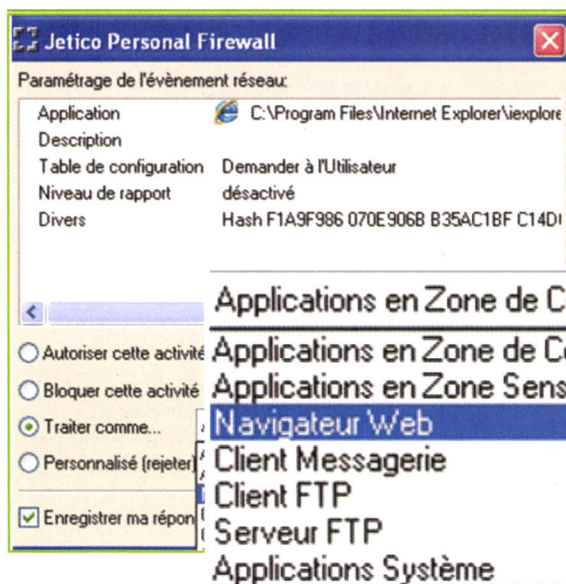 Jetico Personal Firewall
Paramétrage de l'évènement réseau:
Application C:\Program Files\Internet Explorer\iexplore
Description
Table de configuration Demander à l'Utilisateur
Niveau de rapport désactivé
Divers Hash F1A9F986 070E906B B35AC1BF
Applications en Zone de
Autoriser cette activité
Applications en Zone de
Bloquer cette activité
Applications en Zone Sens
Traiter comme...
Navigateur Web
Personnalisé (rejeter)
Client Messagerie
Client FTP
Enregistrer ma répon
Serveur FTP
Applications Système